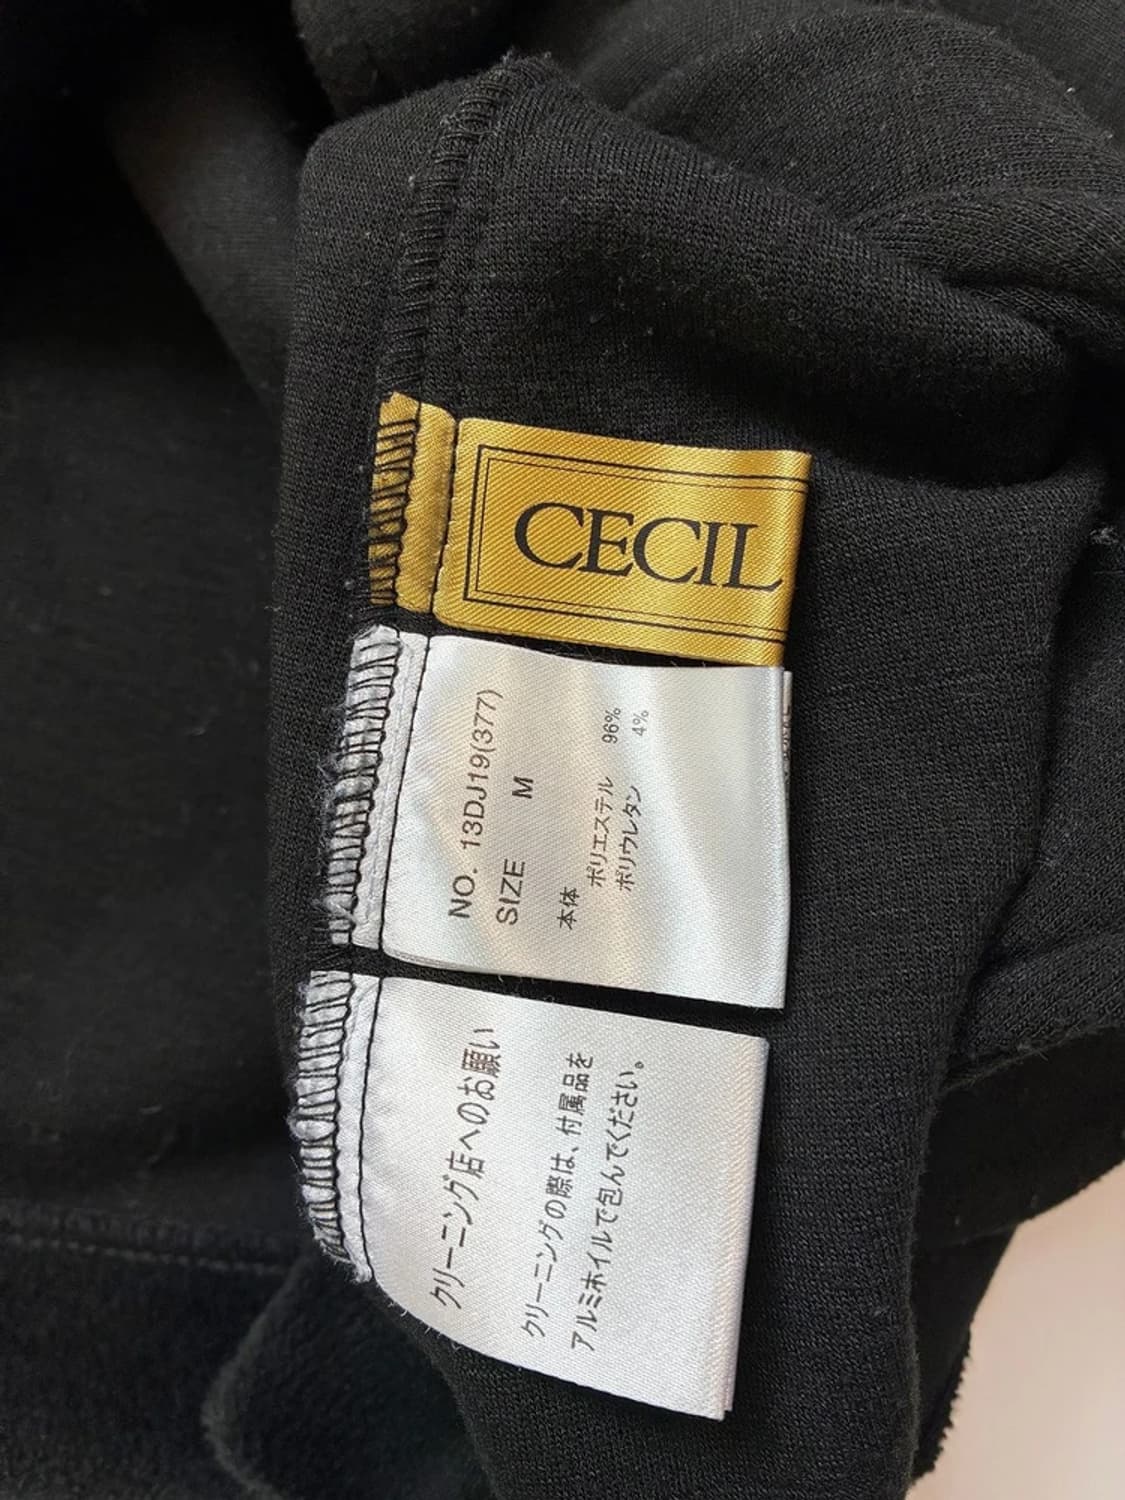 CECIL
NO. 13DJ19(377)
SIZE M
本体
ポリエステル 96%
ポリウレタン 4%
クリーニング店へのお願い
クリーニングの際は、付属品を
アルミホイルで包んでください。